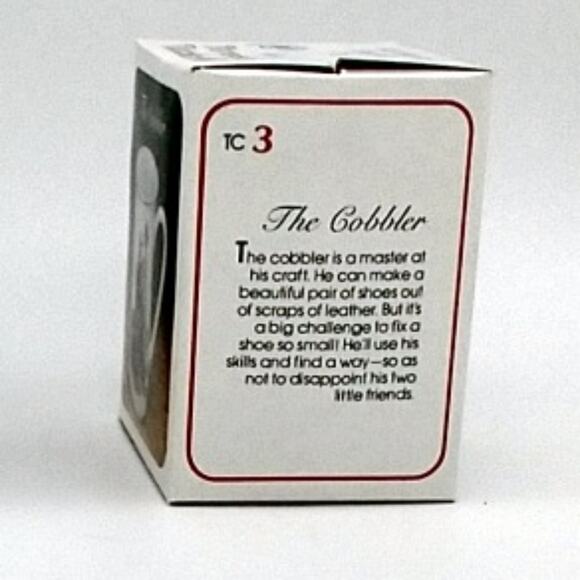 TC 3
The Cobbler
The cobbler is a master at
his craft. He can make a
beautiful pair of shoes out
of scraps of leather. But it's
a big challenge to fix a
shoe so small! He'll use his
skills and find a way—so as
not to disappoint his two
little friends.